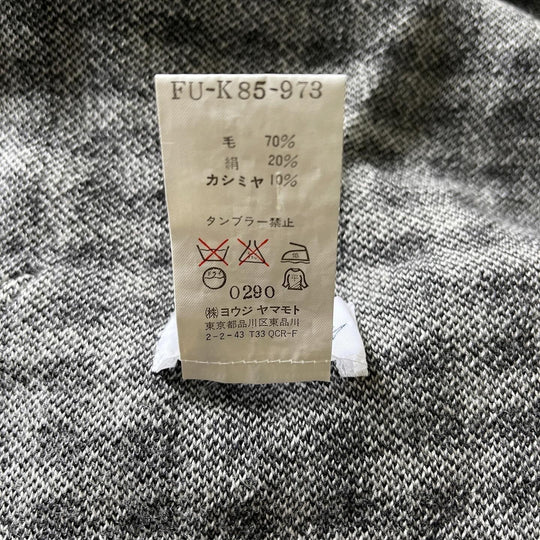 FU-K85-973
毛 70%
絹 20%
カシミヤ 10%
タンブラー禁止
0290
㈱ヨウジ ヤマモト
東京都品川区東品川
2-2-43 T33 QCR-F